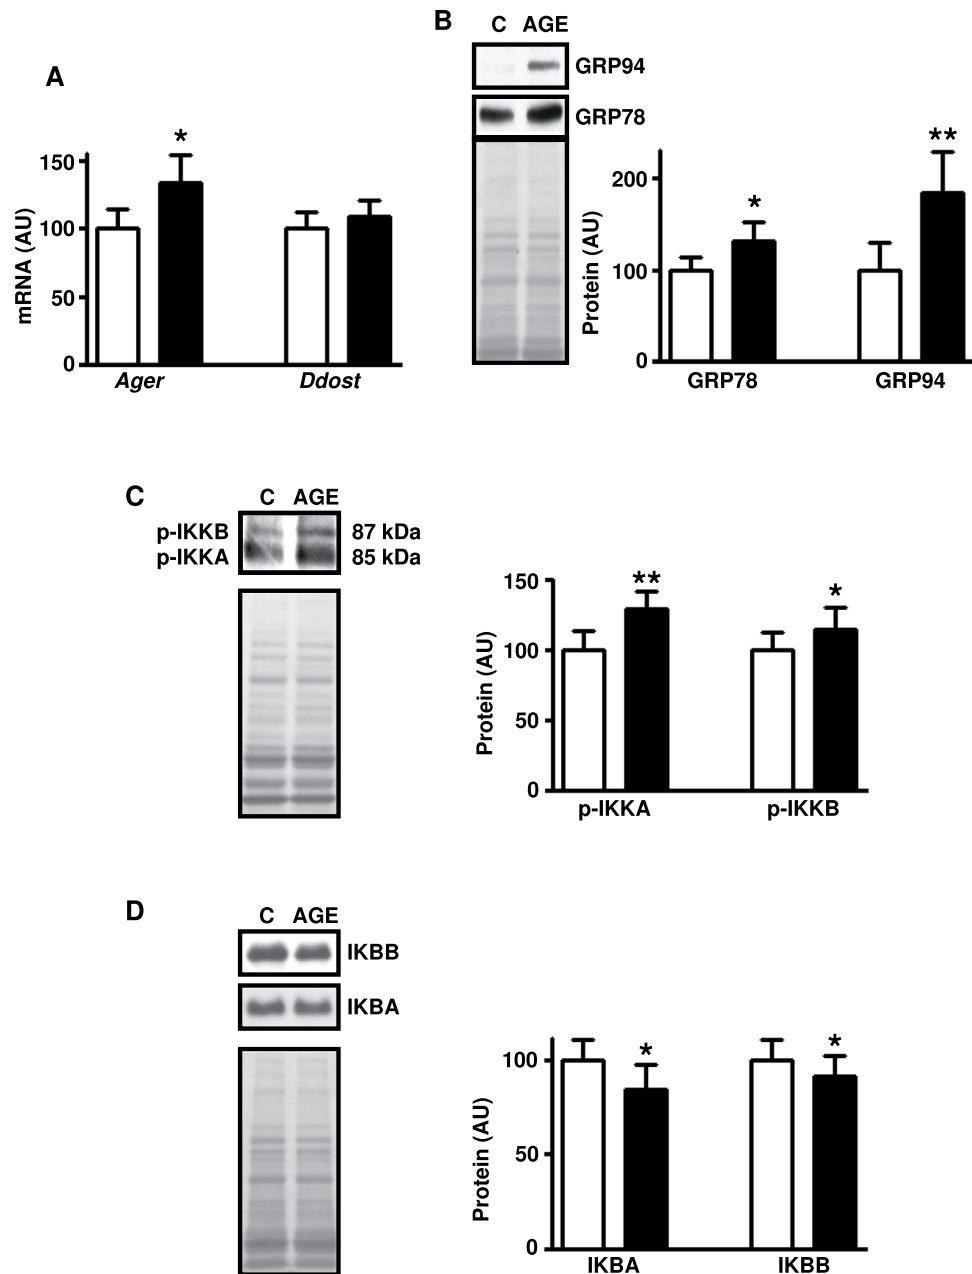 A
*
150
100
50
0
mRNA (AU)
Ager
Ddost
B
C AGE
GRP94
GRP78
200
100
0
Protein (AU)
*
**
GRP78
GRP94
C
C AGE
p-IKKB 87 kDa
p-IKKA 85 kDa
150
100
50
0
Protein (AU)
**
*
p-IKKA
p-IKKB
D
C AGE
IKBB
IKBA
100
50
0
Protein (AU)
*
*
IKBA
IKBB